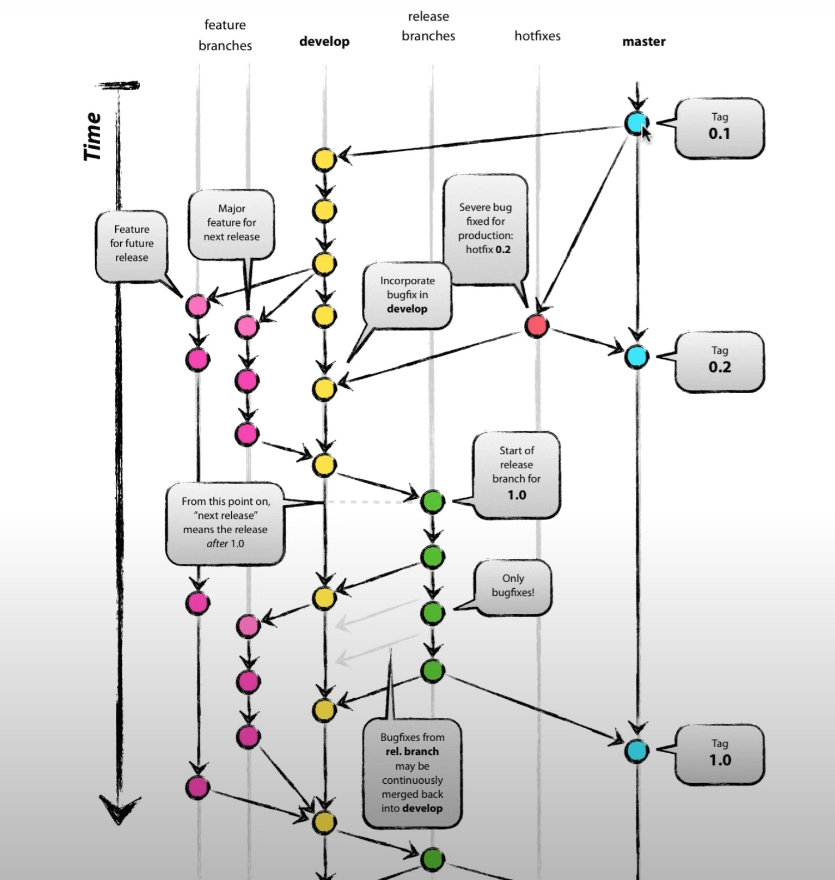 feature
branches
develop
release
branches
hotfixes
master
Time
Tag
0.1
Feature
for future
release
Major
feature for
next release
Severe bug
fixed for
production:
hotfix 0.2
Incorporate
bugfix in
develop
Tag
0.2
Start of
release
branch for
1.0
From this point on,
“next release”
means the release
after 1.0
Only
bugfixes!
Bugfixes from
rel. branch
may be
continuously
merged back
into develop
Tag
1.0